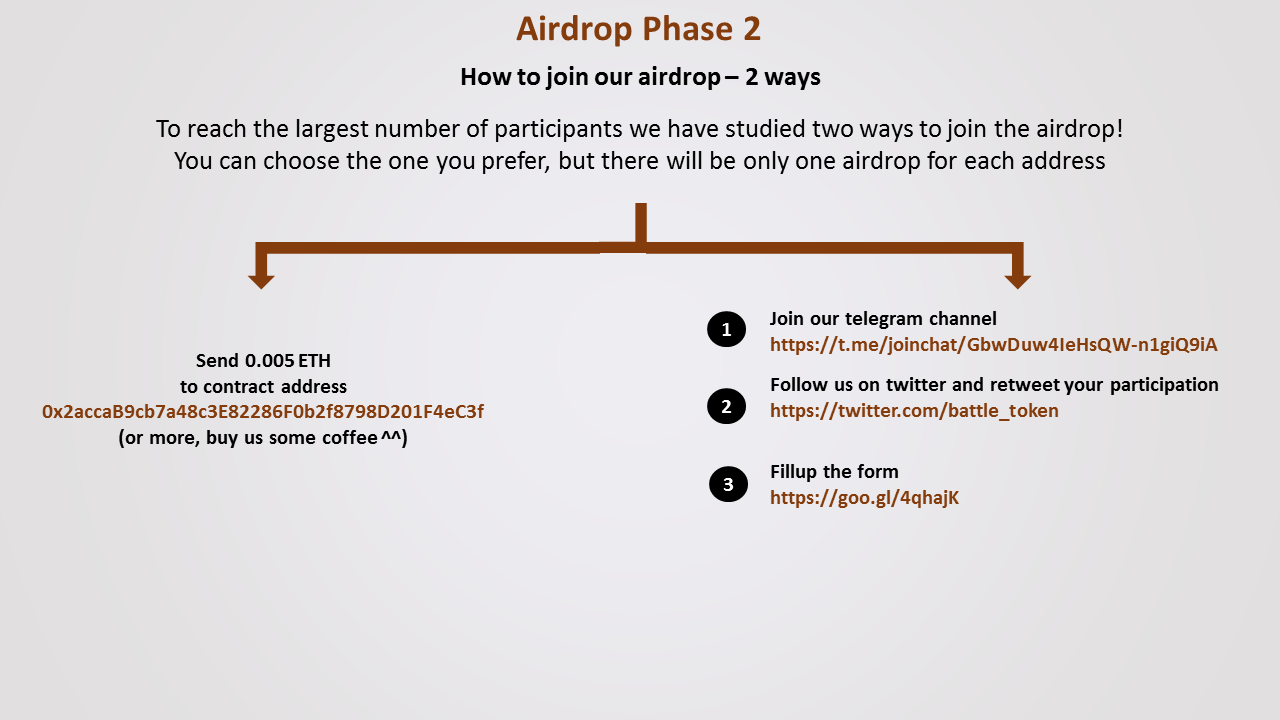 Airdrop Phase 2
How to join our airdrop – 2 ways
To reach the largest number of participants we have studied two ways to join the airdrop!
You can choose the one you prefer, but there will be only one airdrop for each address
Send 0.005 ETH
to contract address
0x2accaB9cb7a48c3E82286F0b2f8798D201F4eC3f
(or more, buy us some coffee ^^)
1
Join our telegram channel
https://t.me/joinchat/GbwDuw4IeHsQW-n1giQ9iA
2
Follow us on twitter and retweet your participation
https://twitter.com/battle_token
3
Fillup the form
https://goo.gl/4qhajK